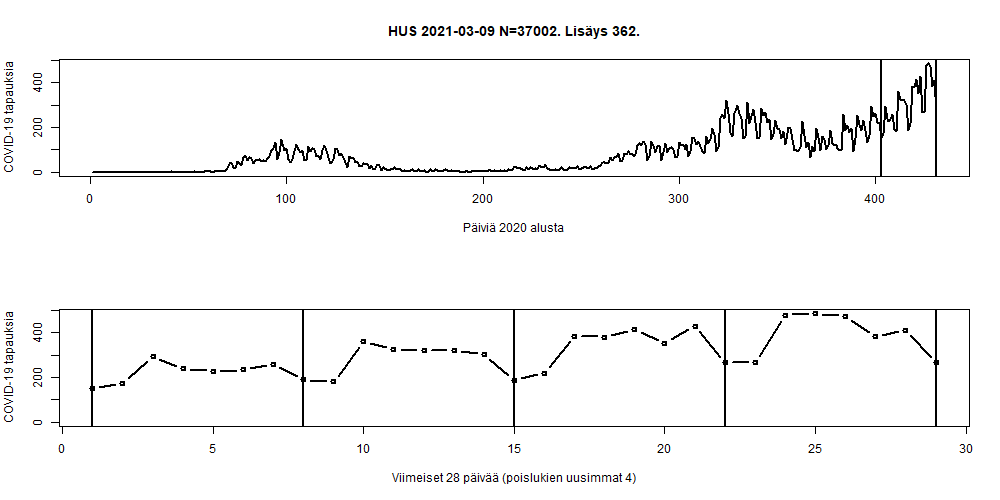 HUS 2021-03-09 N=37002. Lisäys 362.
COVID-19 tapauksia
0 200 400
0 100 200 300 400
Päiviä 2020 alusta
COVID-19 tapauksia
0 200 400
0 5 10 15 20 25 30
Viimeiset 28 päivää (poislukien uusimmat 4)